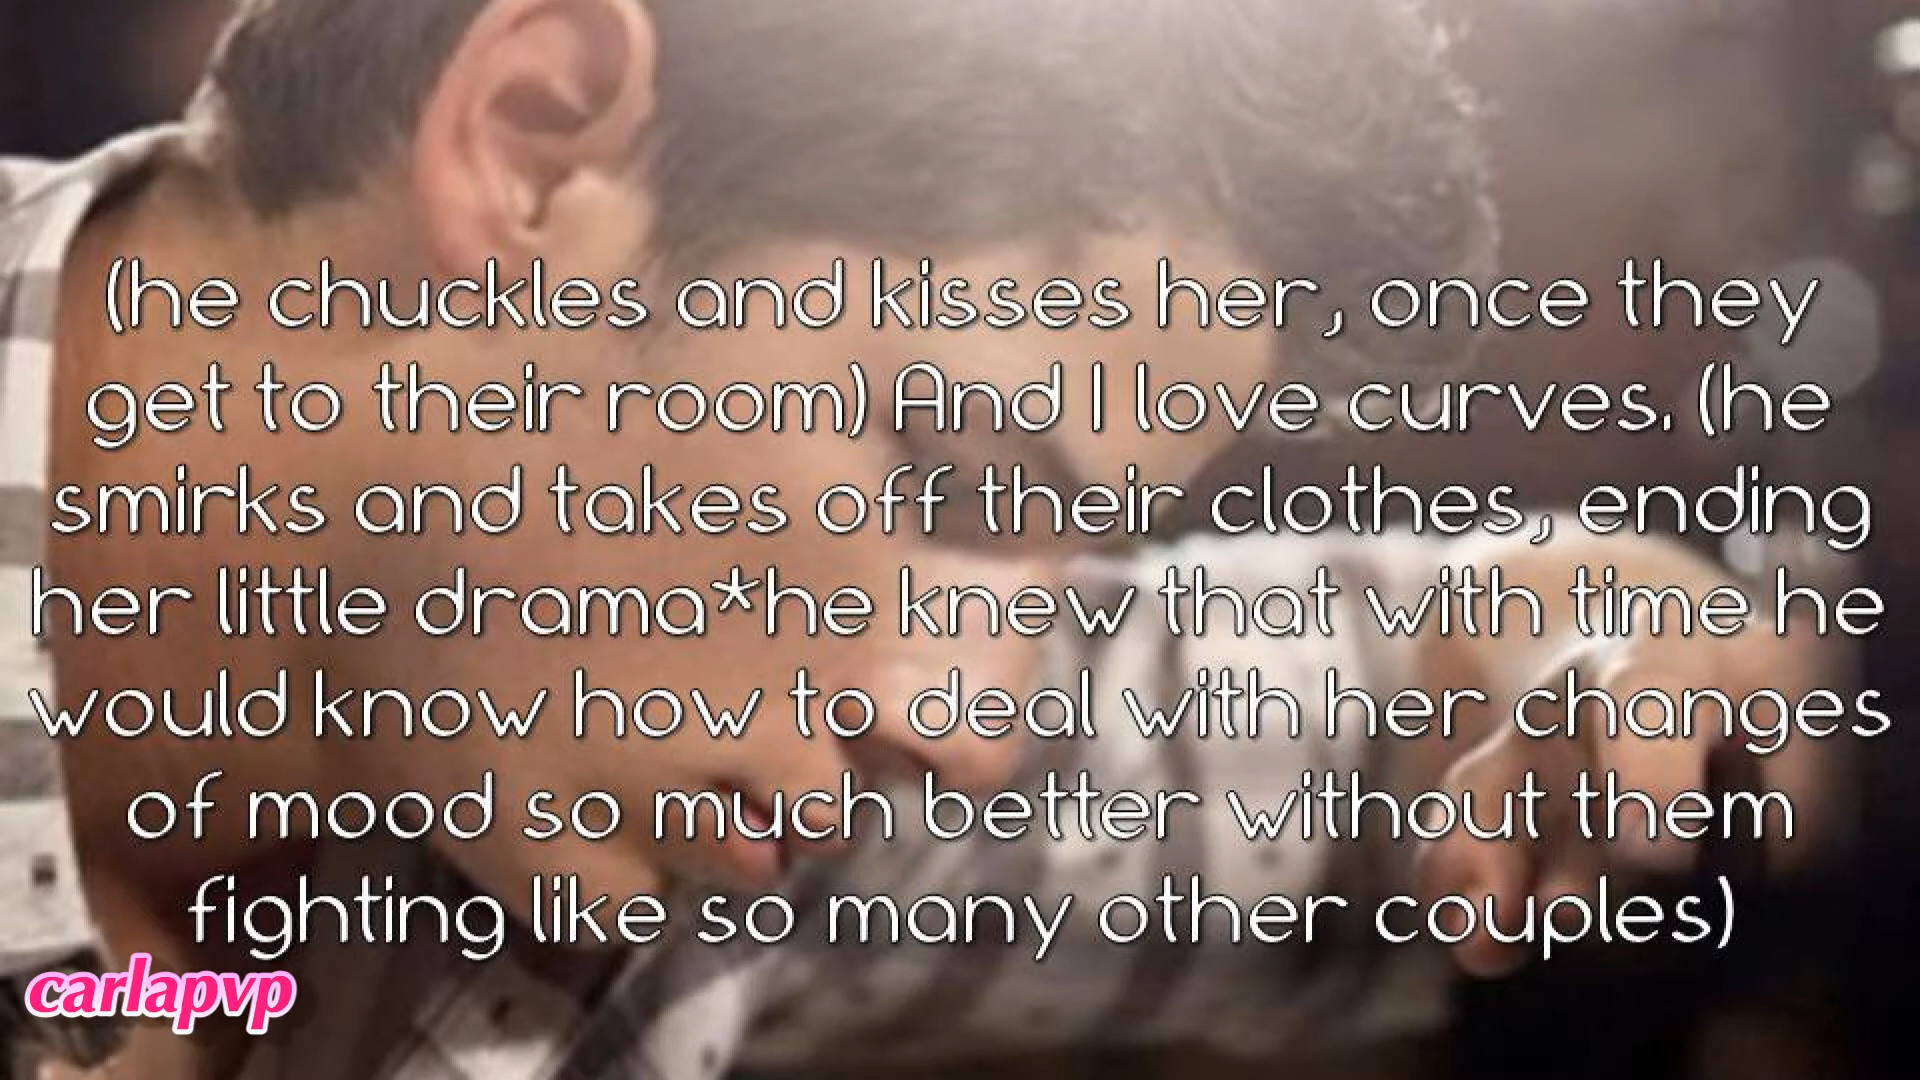 (he chuckles and kisses her, once they
get to their room) And I love curves. (he
smirks and takes off their clothes, ending
her little drama*he knew that with time he
would know how to deal with her changes
of mood so much better without them
fighting like so many other couples)
carlapvp